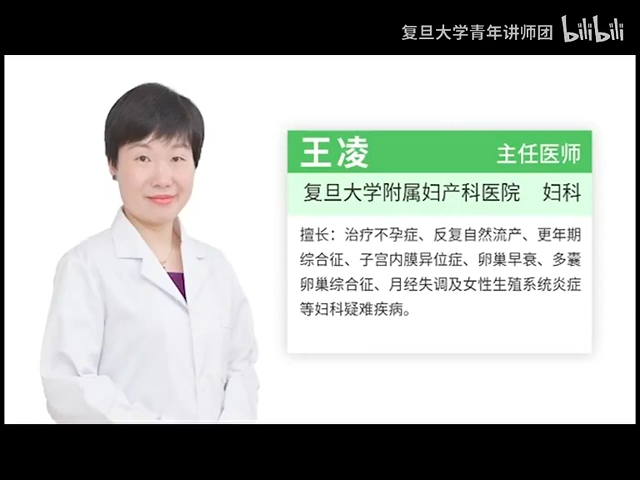 复旦大学青年讲师团 bilibili
王凌 主任医师
复旦大学附属妇产科医院 妇科
擅长：治疗不孕症、反复自然流产、更年期
综合征、子宫内膜异位症、卵巢早衰、多囊
卵巢综合征、月经失调及女性生殖系统炎症
等妇科疑难疾病。